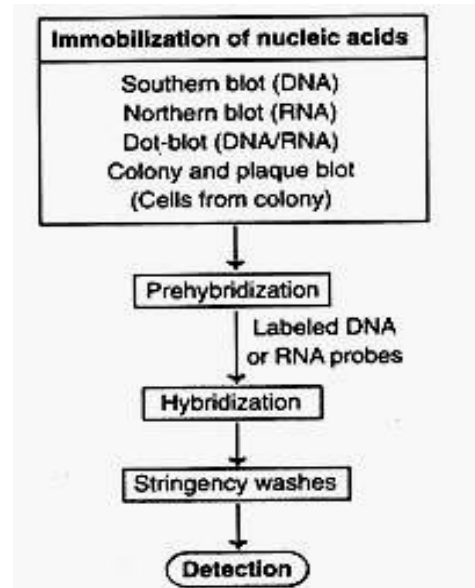 Immobilization of nucleic acids
Southern blot (DNA)
Northern blot (RNA)
Dot-blot (DNA/RNA)
Colony and plaque blot
(Cells from colony)
Prehybridization
Labeled DNA
or RNA probes
Hybridization
Stringency washes
Detection